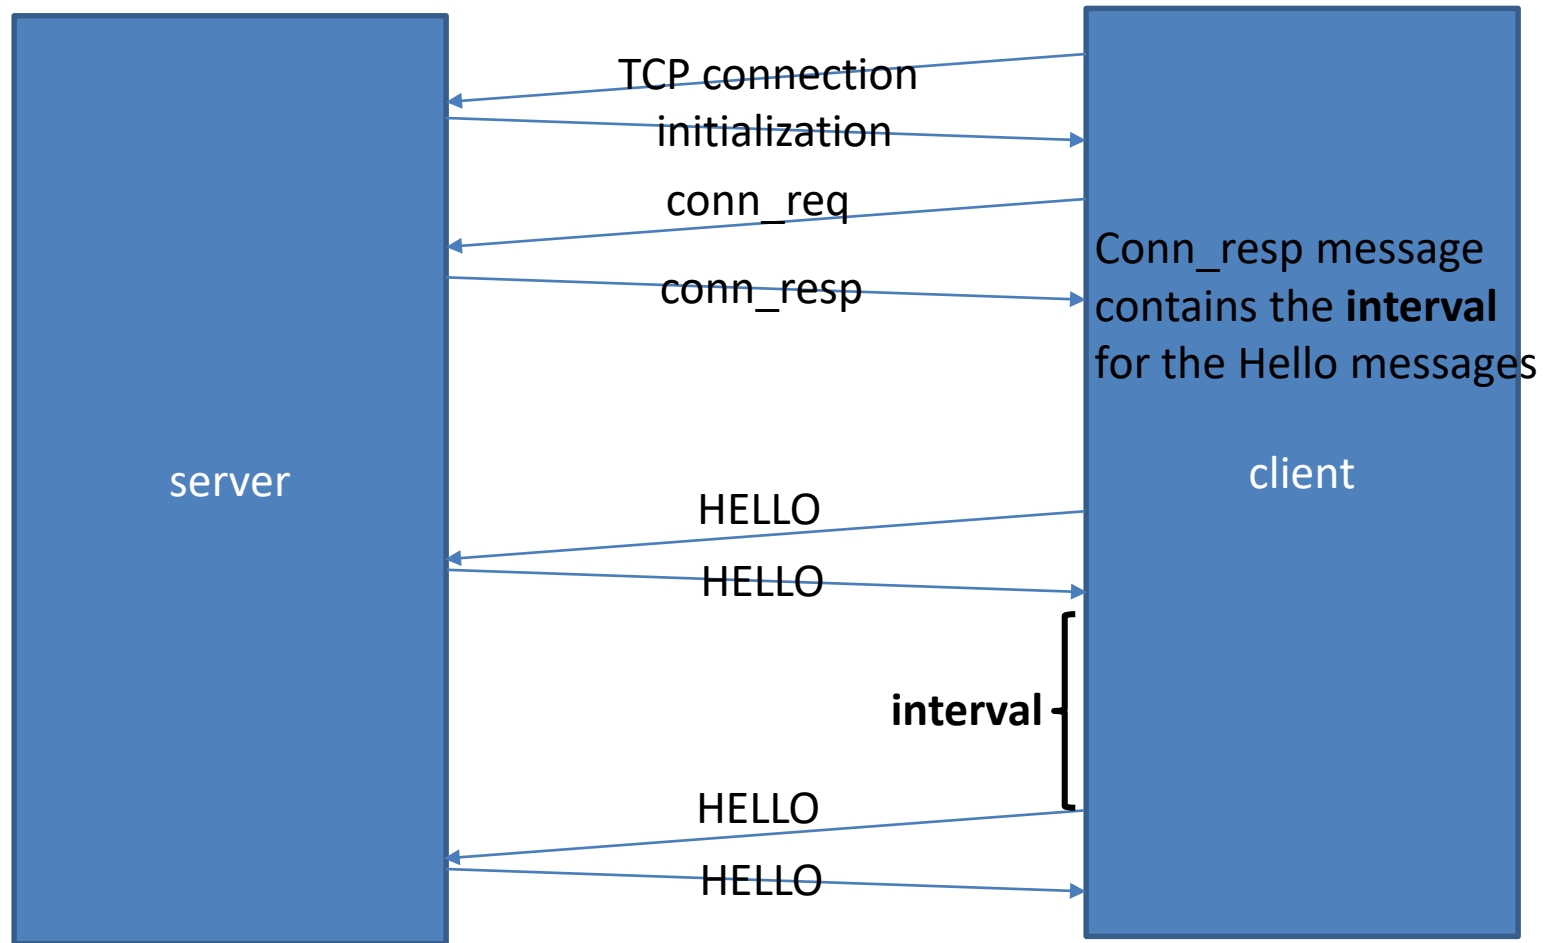 TCP connection
initialization
conn_req
Conn_resp message
contains the interval
for the Hello messages
conn_resp
server
client
HELLO
HELLO
interval
HELLO
HELLO